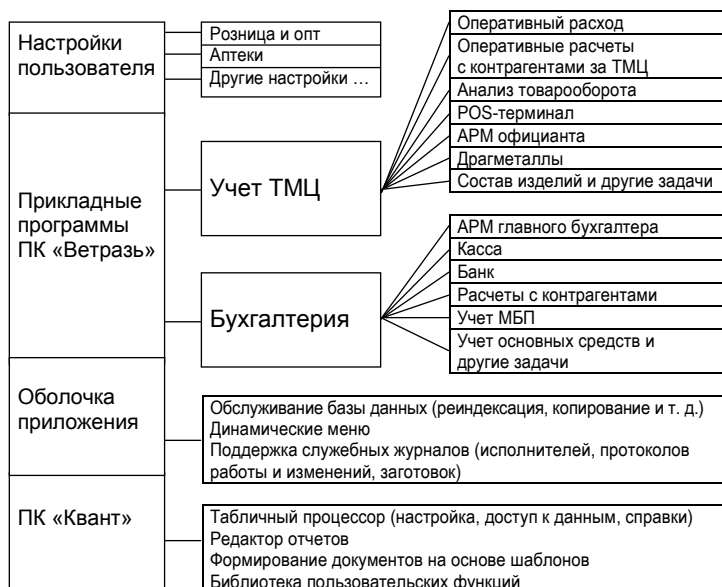 Настройки
пользователя
Розница и опт
Аптеки
Другие настройки …
Прикладные
программы
ПК «Ветразь»
Учет ТМЦ
Оперативный расход
Оперативные расчеты
с контрагентами за ТМЦ
Анализ товарооборота
POS-терминал
АРМ официанта
Драгметаллы
Состав изделий и другие задачи
Бухгалтерия
АРМ главного бухгалтера
Касса
Банк
Расчеты с контрагентами
Учет МБП
Учет основных средств и
другие задачи
Оболочка
приложения
Обслуживание базы данных (реиндексация, копирование и т. д.)
Динамические меню
Поддержка служебных журналов (исполнителей, протоколов
работы и изменений, заготовок)
ПК «Квант»
Табличный процессор (настройка, доступ к данным, справки)
Редактор отчетов
Формирование документов на основе шаблонов
Библиотека пользовательских функций